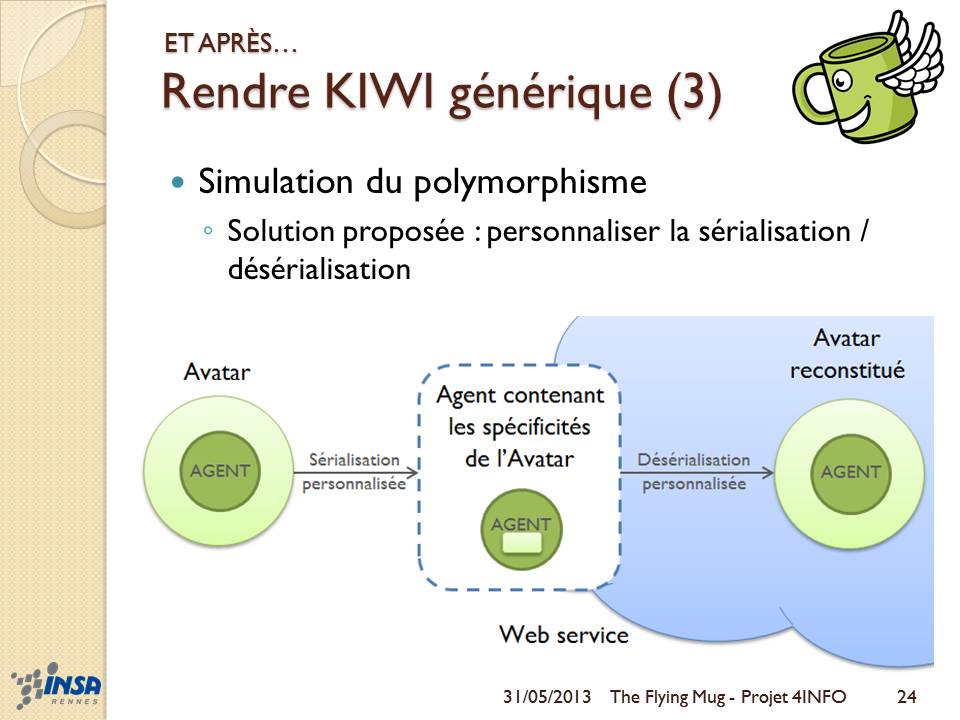 ET APRÈS…
Rendre KIWI générique (3)
Simulation du polymorphisme
Solution proposée : personnaliser la sérialisation /
désérialisation
Avatar
AGENT
Sérialisation
personnalisée
Agent contenant
les spécificités
de l’Avatar
AGENT
Désérialisation
personnalisée
Avatar
reconstitué
AGENT
Web service
INSA
RENNES
31/05/2013 The Flying Mug - Projet 4INFO 24